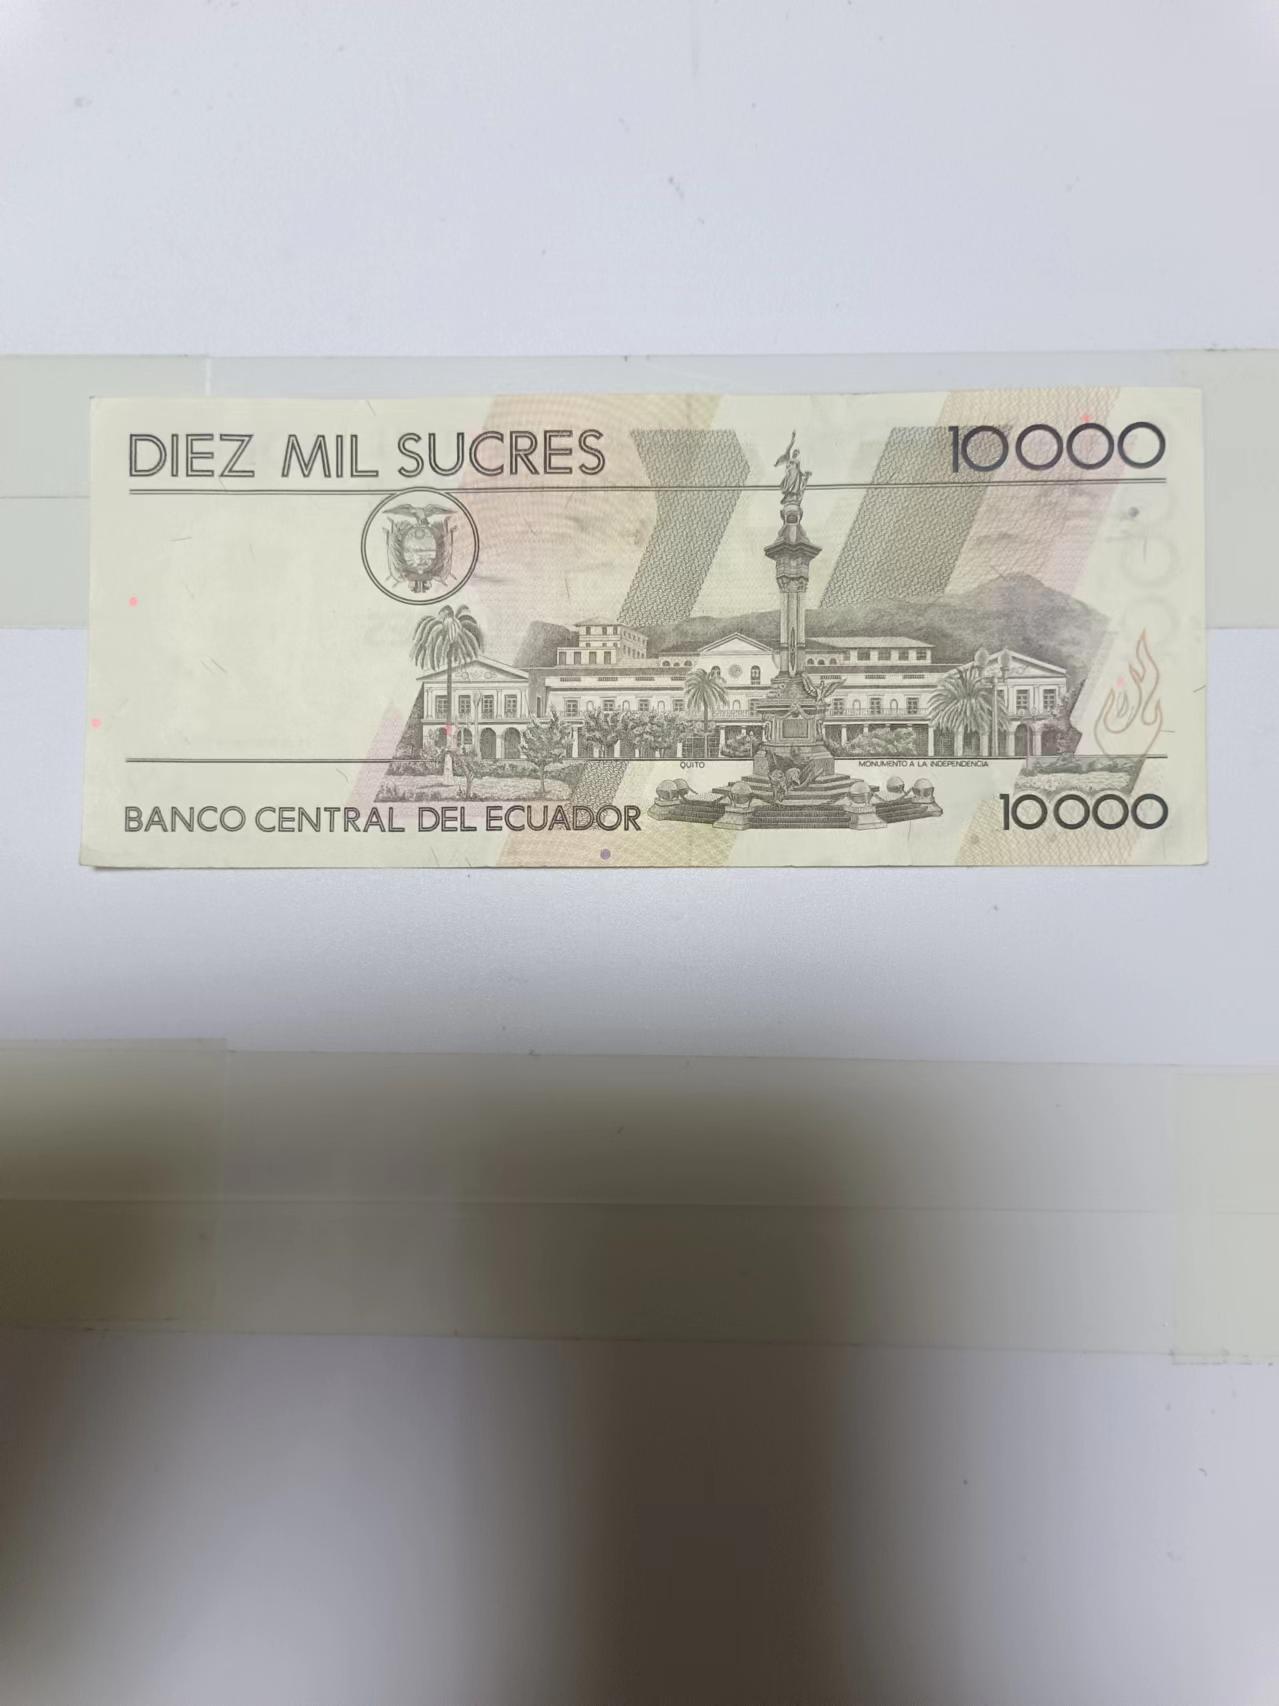 DIEZ MIL SUCRES 10000
QUITO MONUMENTO A LA INDEPENDENCIA
BANCO CENTRAL DEL ECUADOR 10000